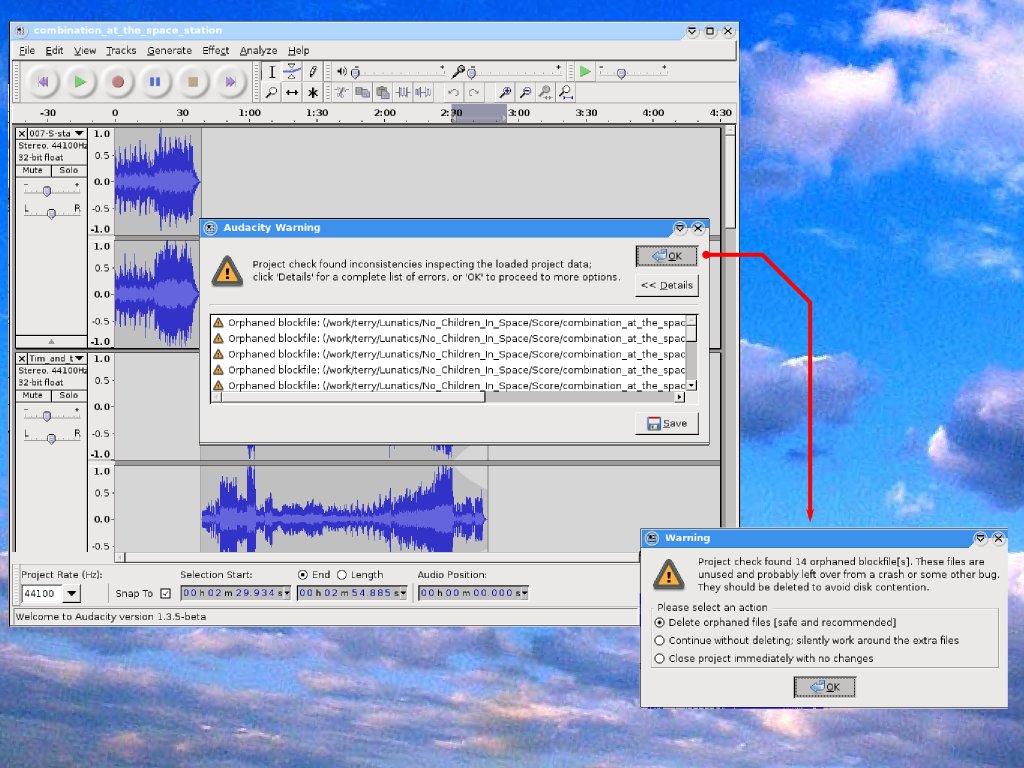 combination_at_the_space_station
File Edit View Tracks Generate Effect Analyze Help
-30 0 30 1:00 1:30 2:00 2:30 3:00 3:30 4:00 4:30
007-S-sta
Stereo, 44100Hz
32-bit float
Mute Solo
- +
L R
1.0
0.5
0.0
-0.5
-1.0
1.0
0.5
0.0
-0.5
-1.0
Tim_and_t
Stereo, 44100Hz
32-bit float
Mute Solo
- +
L R
1.0
0.5
0.0
-0.5
-1.0
1.0
0.5
0.0
-0.5
Audacity Warning
Project check found inconsistencies inspecting the loaded project data;
click 'Details' for a complete list of errors, or 'OK' to proceed to more options.
OK
<< Details
Orphaned blockfile: (/work/terry/Lunatics/No_Children_In_Space/Score/combination_at_the_spac
Orphaned blockfile: (/work/terry/Lunatics/No_Children_In_Space/Score/combination_at_the_spac
Orphaned blockfile: (/work/terry/Lunatics/No_Children_In_Space/Score/combination_at_the_spac
Orphaned blockfile: (/work/terry/Lunatics/No_Children_In_Space/Score/combination_at_the_spac
Orphaned blockfile: (/work/terry/Lunatics/No_Children_In_Space/Score/combination_at_the_spac
Save
Project Rate (Hz): Selection Start: End Length Audio Position:
44100 Snap To 00 h 02 m 29.934 s 00 h 02 m 54.885 s 00 h 00 m 00.000 s
Welcome to Audacity version 1.3.5-beta
Warning
Project check found 14 orphaned blockfile[s]. These files are
unused and probably left over from a crash or some other bug.
They should be deleted to avoid disk contention.
Please select an action
Delete orphaned files [safe and recommended]
Continue without deleting; silently work around the extra files
Close project immediately with no changes
OK